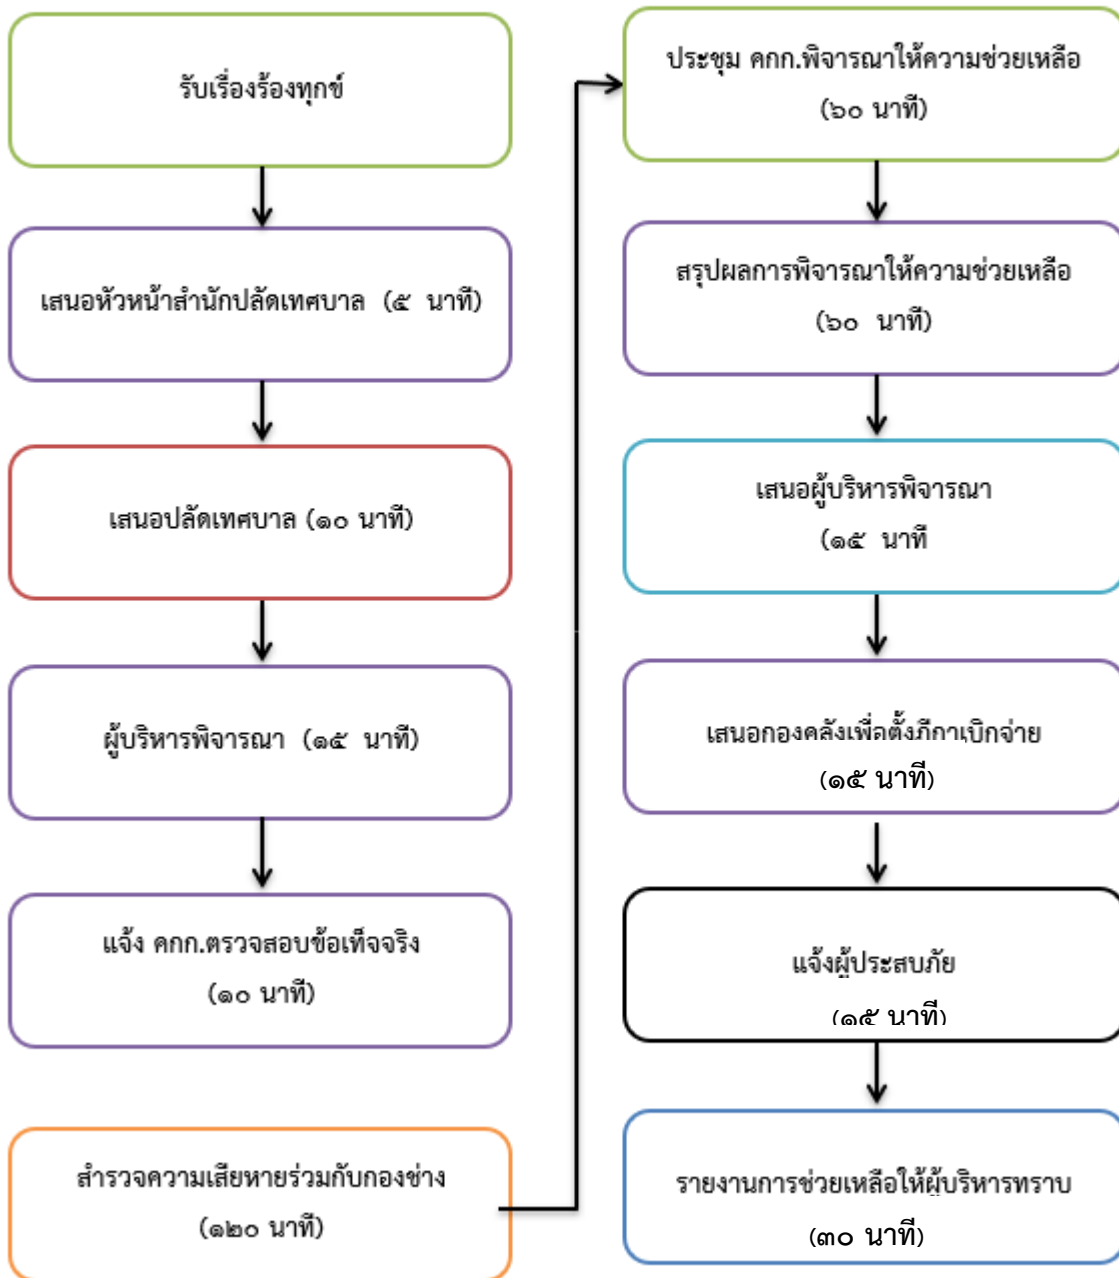 รับเรื่องร้องทุกข์
เสนอหัวหน้าสำนักปลัดเทศบาล (๕ นาที)
เสนอปลัดเทศบาล (๑๐ นาที)
ผู้บริหารพิจารณา (๑๕ นาที)
แจ้ง คกก.ตรวจสอบข้อเท็จจริง
(๑๐ นาที)
สำรวจความเสียหายร่วมกับกองช่าง
(๑๒๐ นาที)
ประชุม คกก.พิจารณาให้ความช่วยเหลือ
(๖๐ นาที)
สรุปผลการพิจารณาให้ความช่วยเหลือ
(๖๐ นาที)
เสนอผู้บริหารพิจารณา
(๑๕ นาที
เสนอกองคลังเพื่อตั้งฎีกาเบิกจ่าย
(๑๕ นาที)
แจ้งผู้ประสบภัย
(๑๕ นาที)
รายงานการช่วยเหลือให้ผู้บริหารทราบ
(๓๐ นาที)